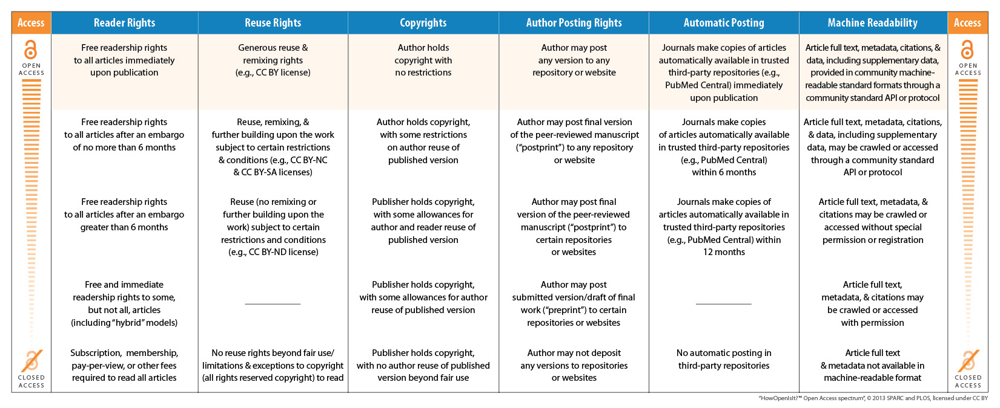 Access
Reader Rights
Reuse Rights
Copyrights
Author Posting Rights
Automatic Posting
Machine Readability
Access
OPEN
ACCESS
Free readership rights
to all articles immediately
upon publication
Generous reuse &
remixing rights
(e.g., CC BY license)
Author holds
copyright with
no restrictions
Author may post
any version to any
repository or website
Journals make copies of articles
automatically available in trusted
third-party repositories (e.g.,
PubMed Central) immediately
upon publication
Article full text, metadata, citations, &
data, including supplementary data,
provided in community machine-
readable standard formats through a
community standard API or protocol
OPEN
ACCESS
Free readership rights
to all articles after an embargo
of no more than 6 months
Reuse, remixing, &
further building upon the work
subject to certain restrictions
& conditions (e.g., CC BY-NC
& CC BY-SA licenses)
Author holds copyright,
with some restrictions
on author reuse of
published version
Author may post final version
of the peer-reviewed manuscript
(“postprint”) to any repository
or website
Journals make copies
of articles automatically available
in trusted third-party repositories
(e.g., PubMed Central)
within 6 months
Article full text, metadata, citations,
& data, including supplementary
data, may be crawled or accessed
through a community standard
API or protocol
Free readership rights
to all articles after an embargo
greater than 6 months
Reuse (no remixing or
further building upon the
work) subject to certain
restrictions and conditions
(e.g., CC BY-ND license)
Publisher holds copyright,
with some allowances for
author and reader reuse of
published version
Author may post final
version of the peer-reviewed
manuscript (“postprint”) to
certain repositories
or websites
Journals make copies of
articles automatically available in
trusted third-party repositories
(e.g., PubMed Central) within
12 months
Article full text, metadata, &
citations may be crawled or
accessed without special
permission or registration
Free and immediate
readership rights to some,
but not all, articles
(including “hybrid” models)
Publisher holds copyright,
with some allowances for author
reuse of published version
Author may post
submitted version/draft of final
work (“preprint”) to certain
repositories or websites
Article full text,
metadata, & citations may
be crawled or accessed
with permission
CLOSED
ACCESS
Subscription, membership,
pay-per-view, or other fees
required to read all articles
No reuse rights beyond fair use/
limitations & exceptions to copyright
(all rights reserved copyright) to read
Publisher holds copyright,
with no author reuse of published
version beyond fair use
Author may not deposit
any versions to repositories
or websites
No automatic posting in
third-party repositories
Article full text
& metadata not available in
machine-readable format
CLOSED
ACCESS
“HowOpenIsIt?™ Open Access spectrum”, © 2013 SPARC and PLOS, licensed under CC BY